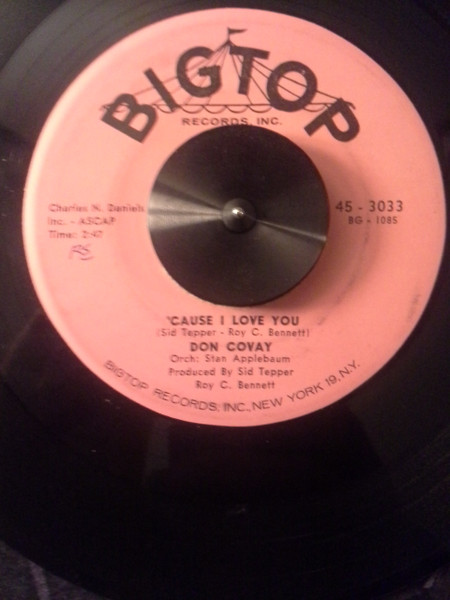 BIGTOP
RECORDS, INC.
Charles N. Daniels
Inc. - ASCAP
Time: 2:47
45 - 3033
BG - 1085
'CAUSE I LOVE YOU
(Sid Tepper - Roy C. Bennett)
DON COVAY
Orch: Stan Applebaum
Produced By Sid Tepper
Roy C. Bennett
BIGTOP RECORDS, INC., NEW YORK 19, N.Y.